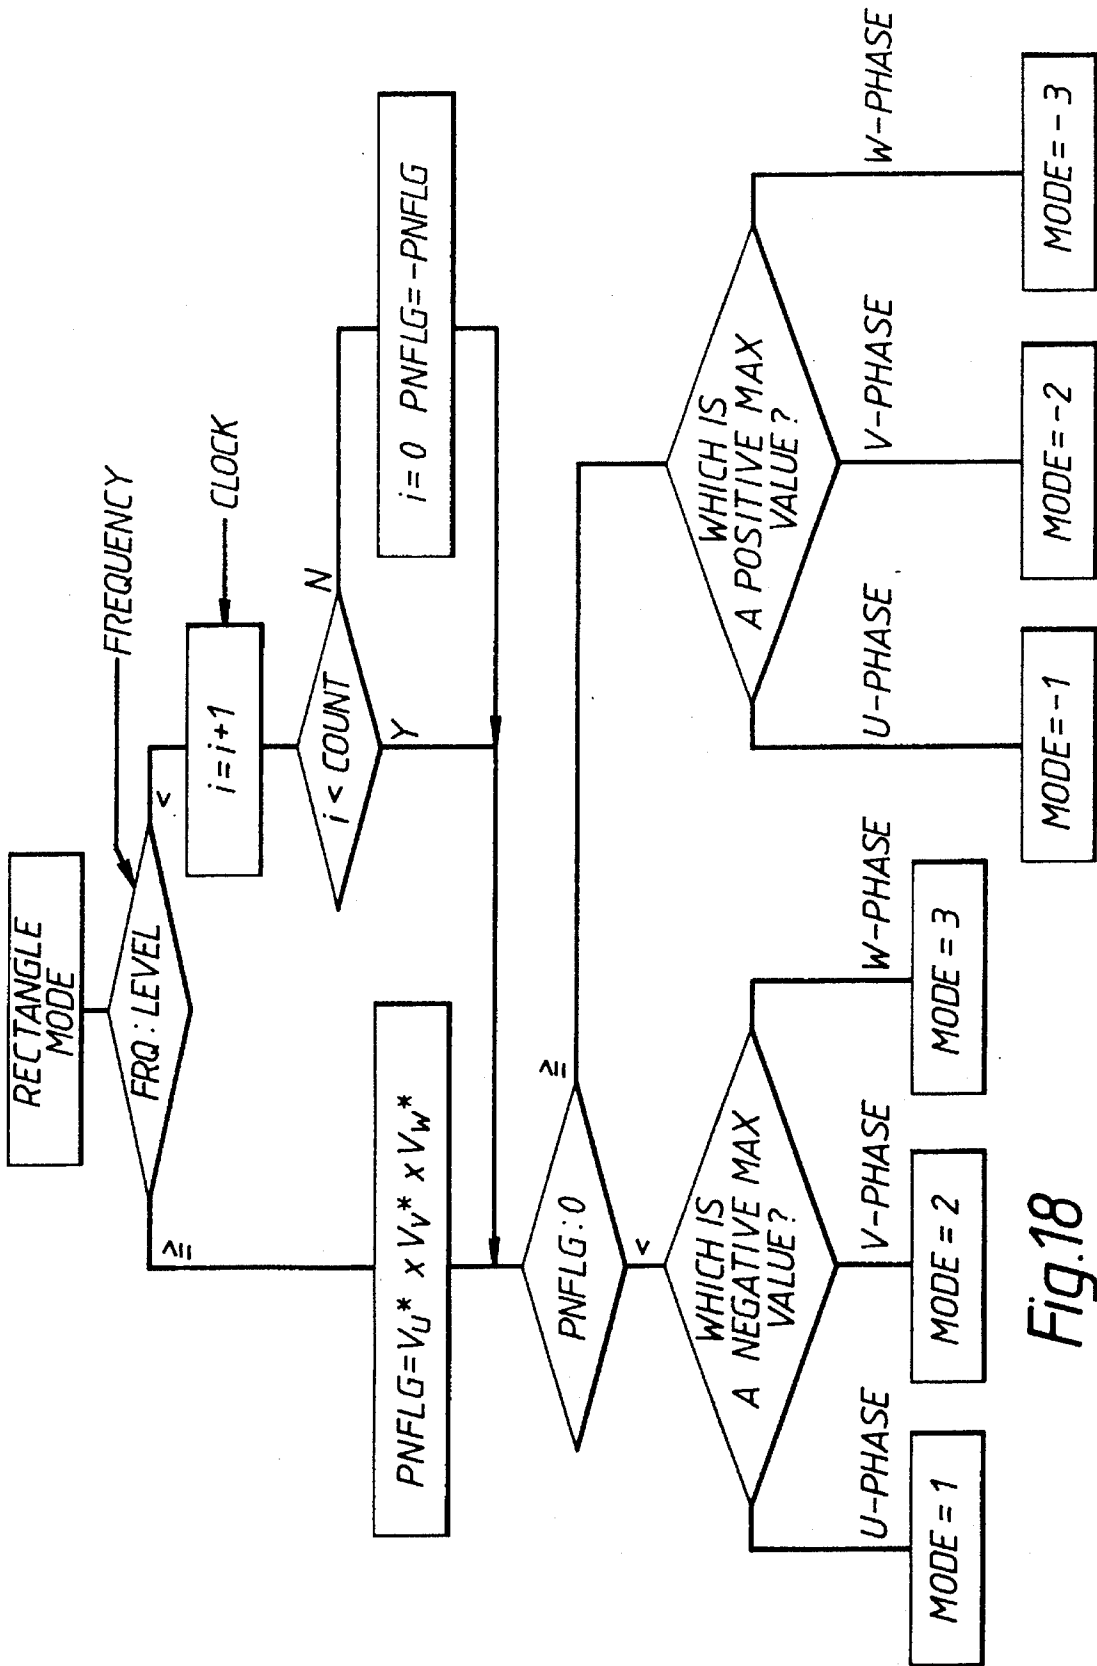 RECTANGLE
MODE
FREQUENCY
FRQ : LEVEL
≧
<
i = i+1
CLOCK
i < COUNT
N
Y
PNFLG=VU* x VV* x VW*
i = 0 PNFLG=-PNFLG
PNFLG : 0
≧
<
WHICH IS
A NEGATIVE MAX
VALUE ?
WHICH IS
A POSITIVE MAX
VALUE ?
U-PHASE
V-PHASE
W-PHASE
U-PHASE
V-PHASE
W-PHASE
MODE = 1
MODE = 2
MODE = 3
MODE=-1
MODE=-2
MODE=-3
Fig.18